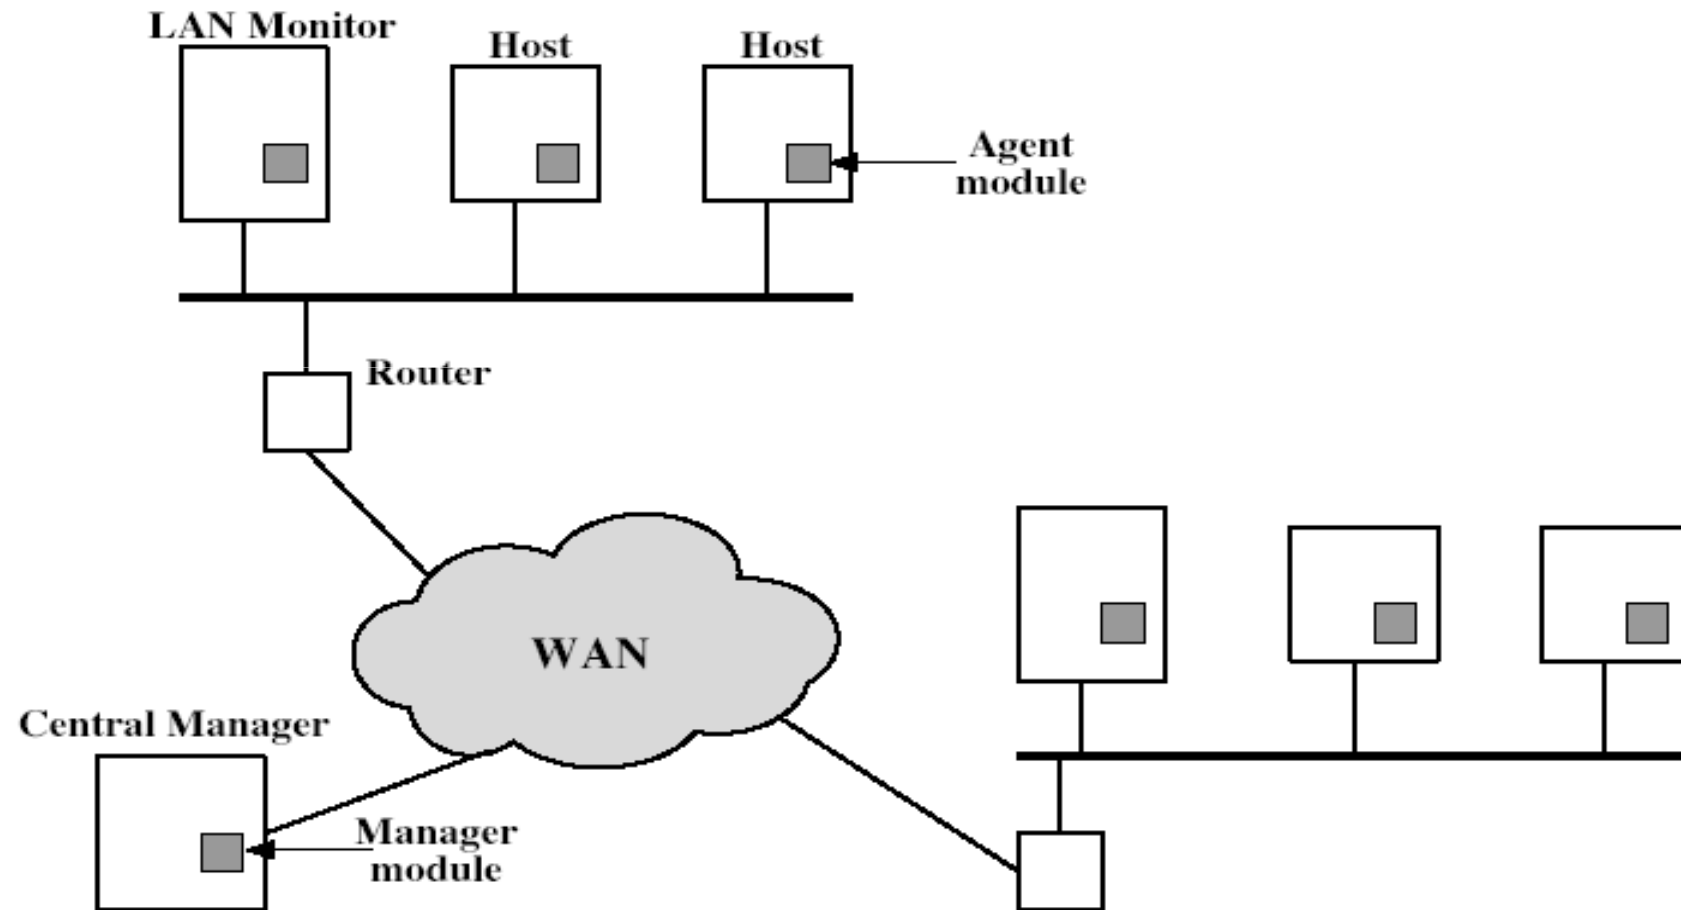 LAN Monitor
Host
Host
Agent
module
Router
WAN
Central Manager
Manager
module